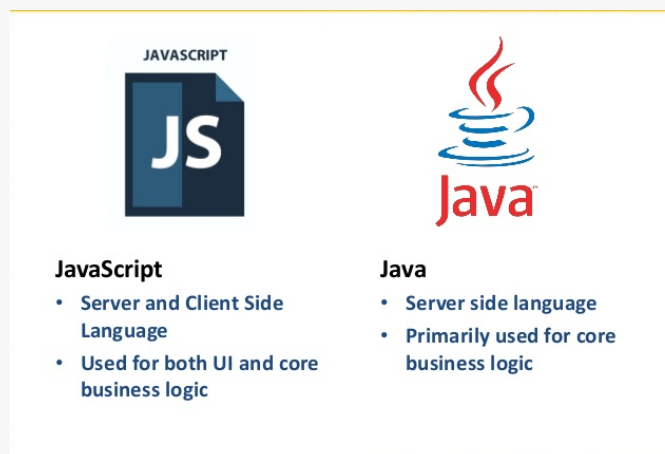 JAVASCRIPT
JS
Java™
JavaScript
• Server and Client Side
Language
• Used for both UI and core
business logic
Java
• Server side language
• Primarily used for core
business logic